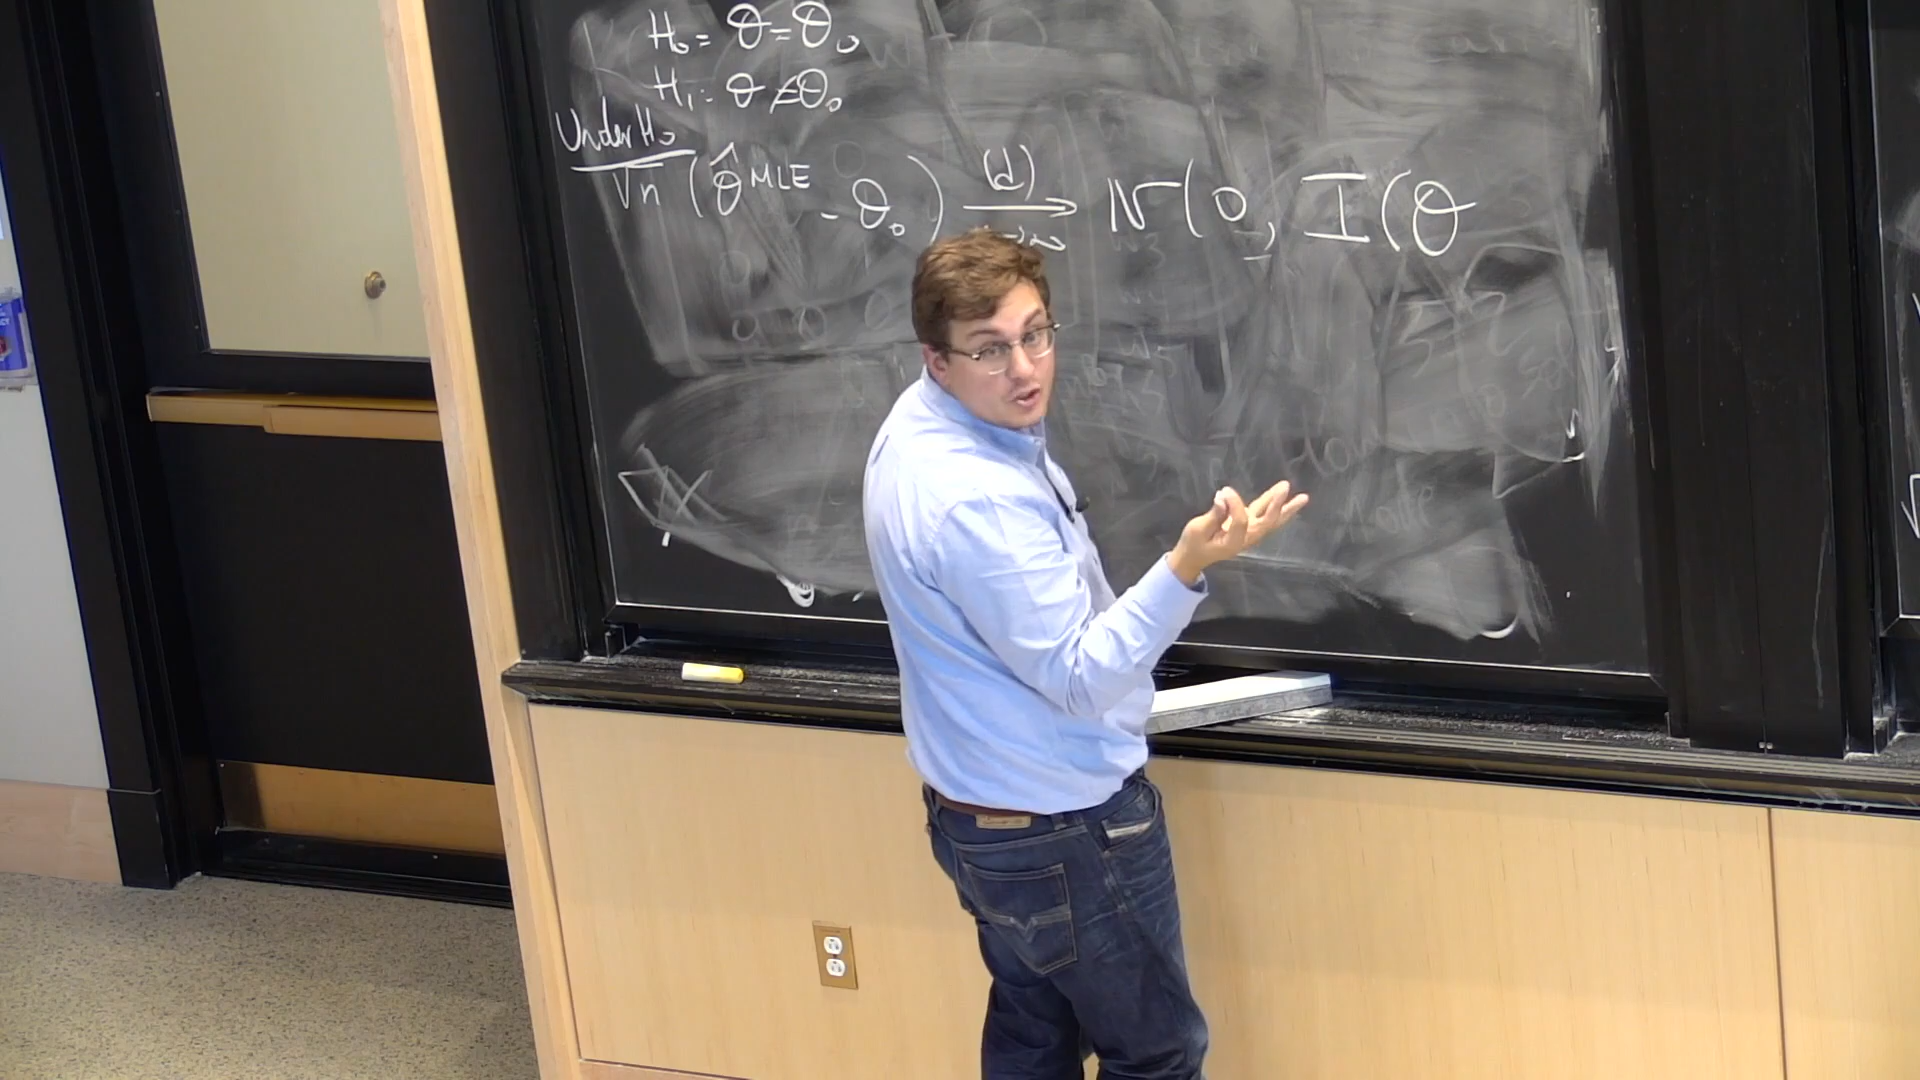 H₀ = θ = θ₀
H₁ : θ ≠ θ₀
Under H₀
√n (θ̂ᴹᴸᴱ - θ₀) (d)→ N(0, I(θ